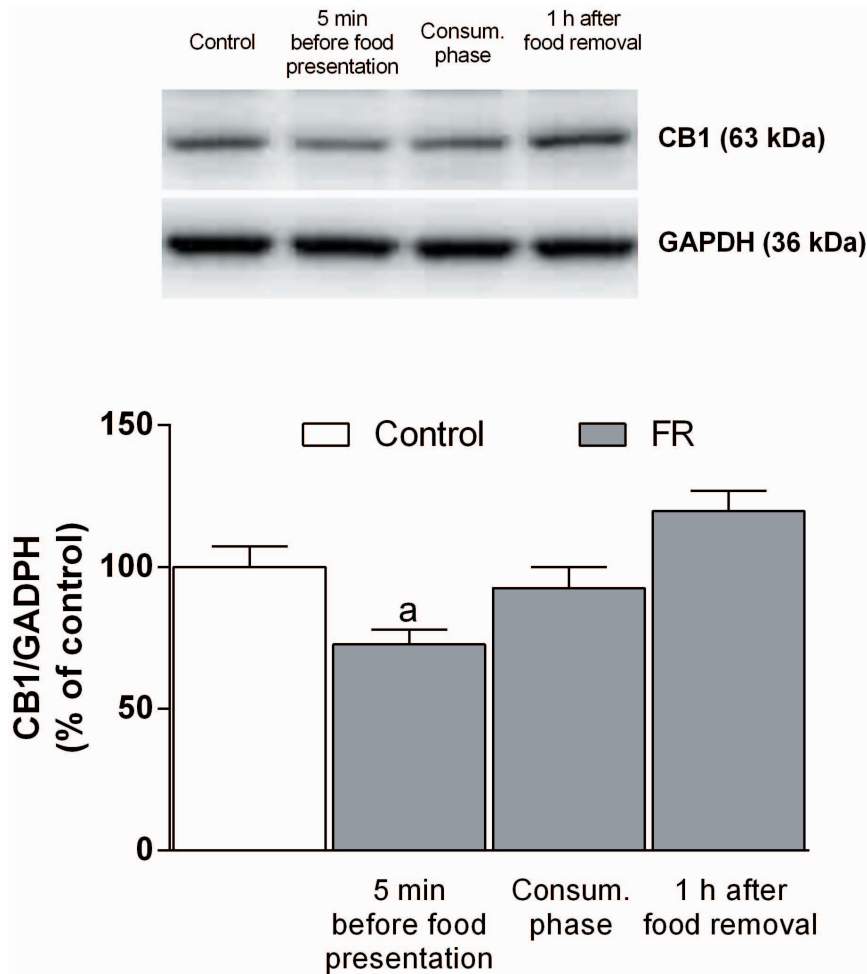 Control
5 min
before food
presentation
Consum.
phase
1 h after
food removal
CB1 (63 kDa)
GAPDH (36 kDa)
CB1/GADPH
(% of control)
150
100
50
0
Control
FR
a
5 min
before food
presentation
Consum.
phase
1 h after
food removal